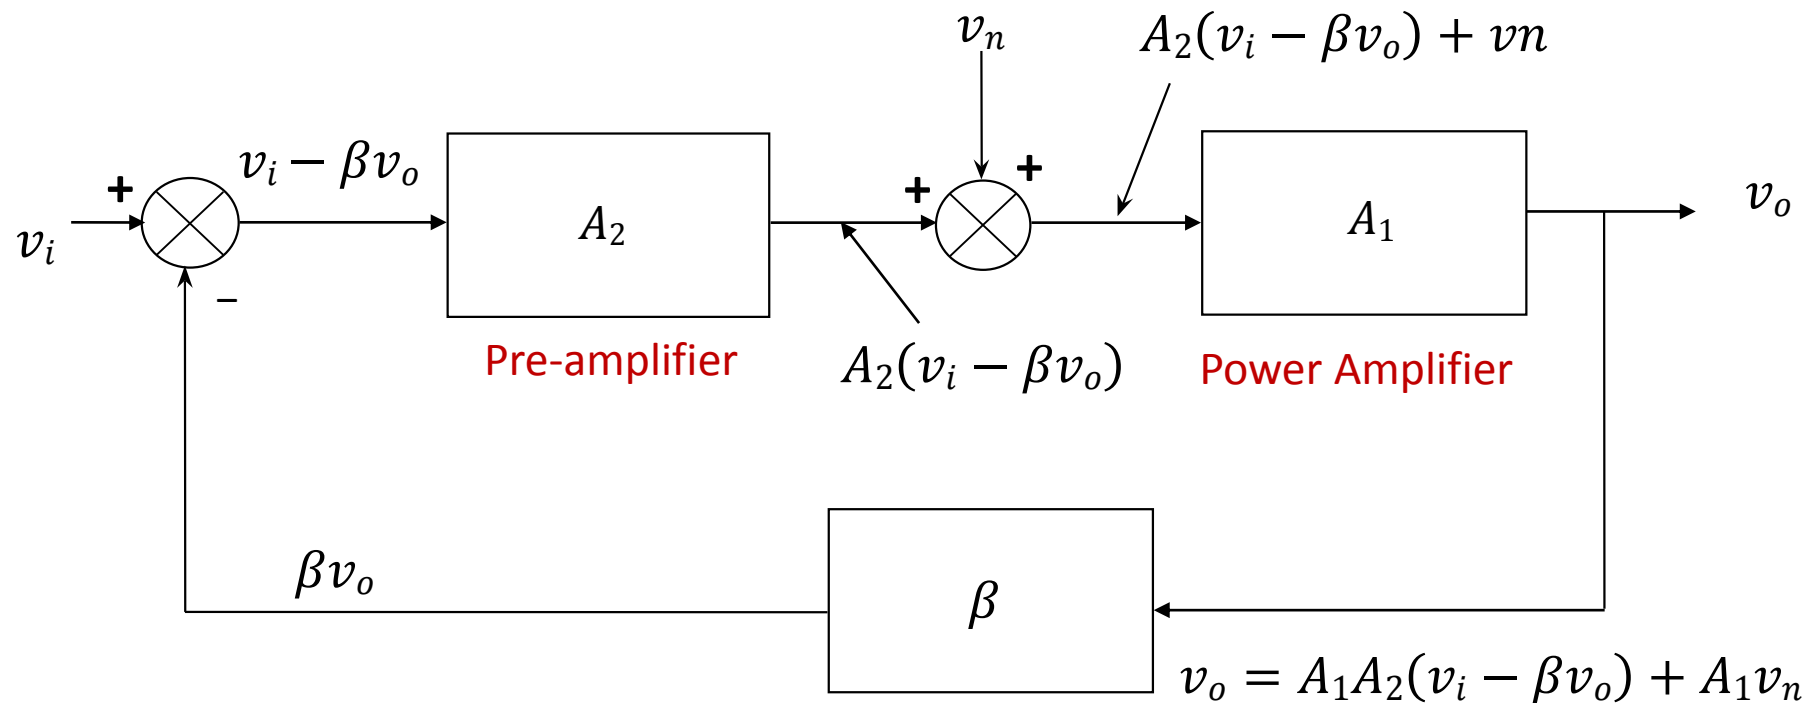 vₙ
A₂(vᵢ − βvₒ) + vn
+
vᵢ − βvₒ
+
+
vₒ
vᵢ
A₂
A₁
−
Pre-amplifier
A₂(vᵢ − βvₒ)
Power Amplifier
βvₒ
β
vₒ = A₁A₂(vᵢ − βvₒ) + A₁vₙ